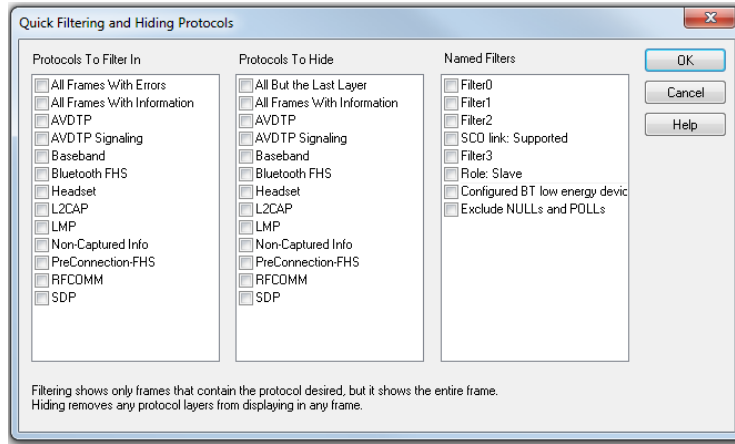 Quick Filtering and Hiding Protocols
Protocols To Filter In
All Frames With Errors
All Frames With Information
AVDTP
AVDTP Signaling
Baseband
Bluetooth FHS
Headset
L2CAP
LMP
Non-Captured Info
PreConnection-FHS
RFCOMM
SDP
Protocols To Hide
All But the Last Layer
All Frames With Information
AVDTP
AVDTP Signaling
Baseband
Bluetooth FHS
Headset
L2CAP
LMP
Non-Captured Info
PreConnection-FHS
RFCOMM
SDP
Named Filters
Filter0
Filter1
Filter2
SCO link: Supported
Filter3
Role: Slave
Configured BT low energy devic
Exclude NULLs and POLLs
OK
Cancel
Help
Filtering shows only frames that contain the protocol desired, but it shows the entire frame.
Hiding removes any protocol layers from displaying in any frame.